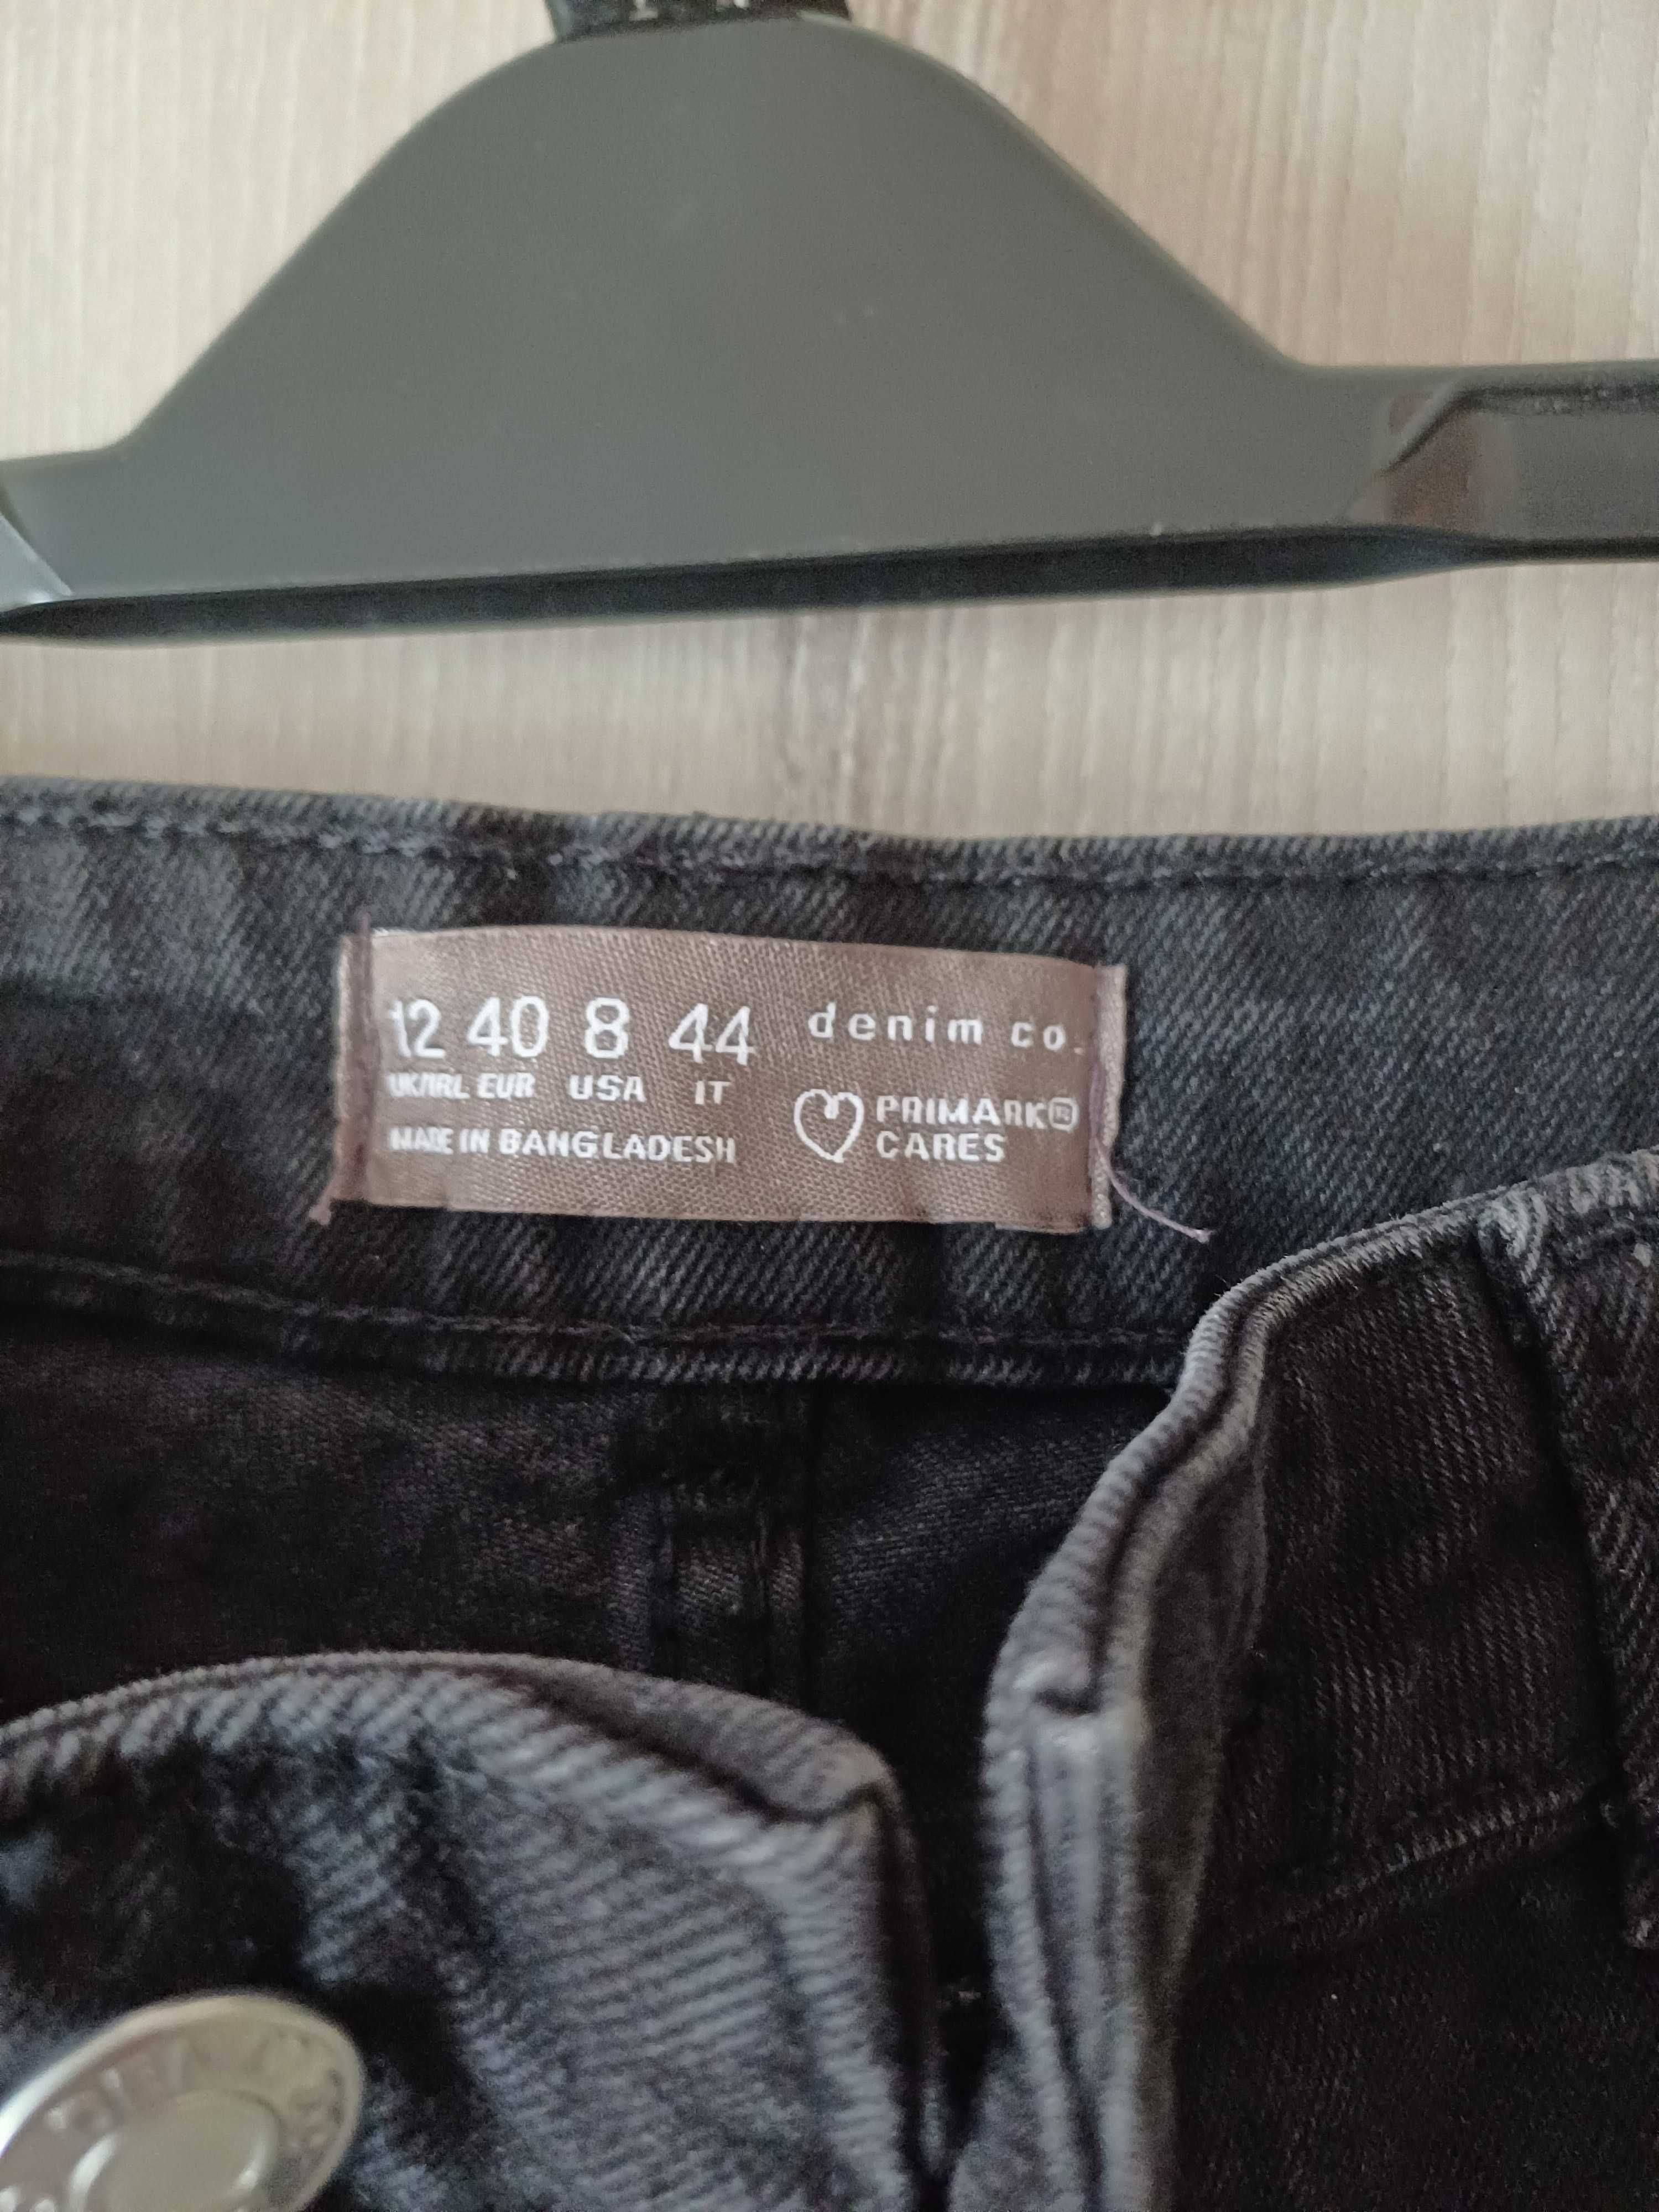 12 40 8 44
UK/IRL EUR USA IT
MADE IN BANGLADESH
denim co.
PRIMARK
CARES